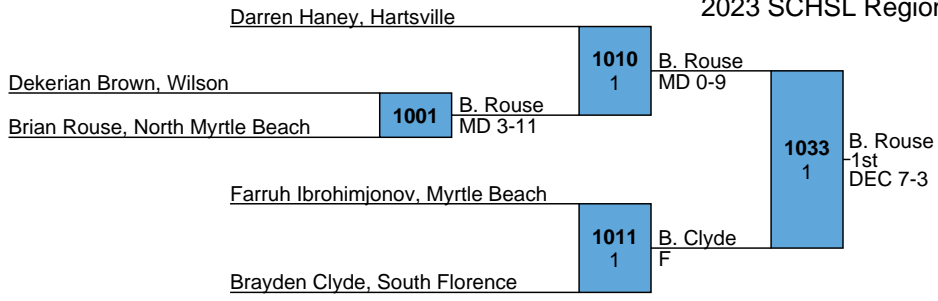 2023 SCHSL Region
Darren Haney, Hartsville
1010
1
B. Rouse
MD 0-9
Dekerian Brown, Wilson
1001
B. Rouse
MD 3-11
Brian Rouse, North Myrtle Beach
1033
1
B. Rouse
1st
DEC 7-3
Farruh Ibrohimjonov, Myrtle Beach
1011
1
B. Clyde
F
Brayden Clyde, South Florence